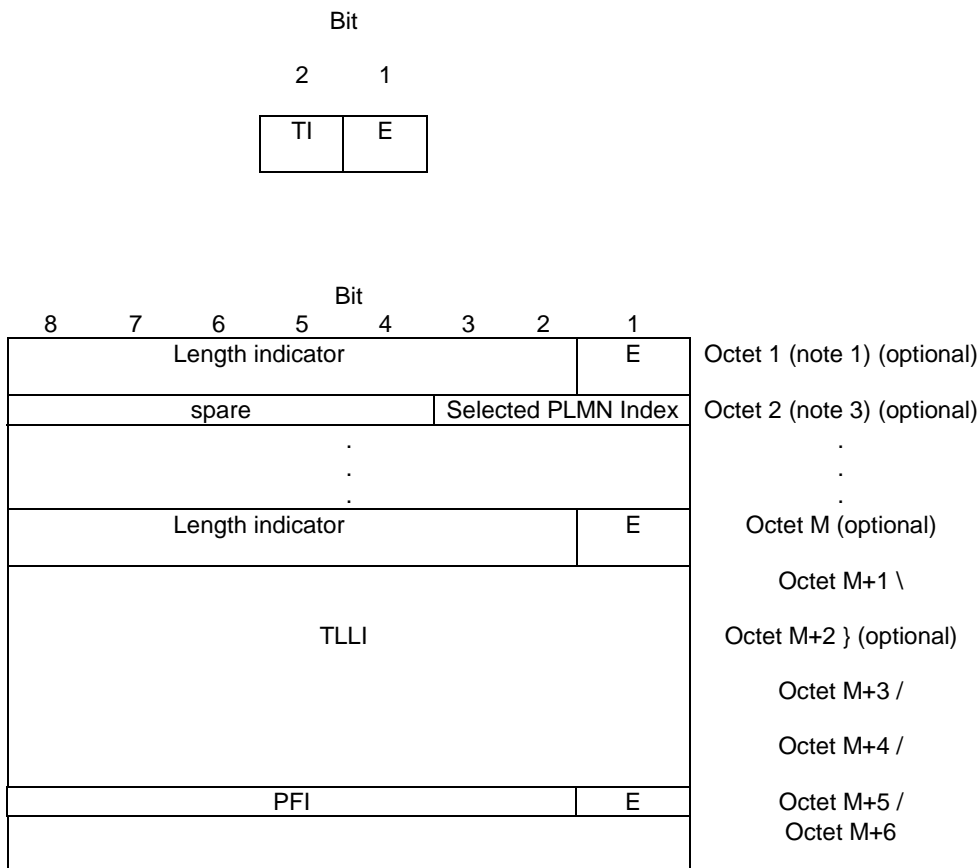 Bit
2 1
TI E
Bit
8 7 6 5 4 3 2 1
Length indicator E Octet 1 (note 1) (optional)
spare Selected PLMN Index Octet 2 (note 3) (optional)
. .
. .
. .
Length indicator E Octet M (optional)
Octet M+1 \
TLLI Octet M+2 } (optional)
Octet M+3 /
Octet M+4 /
PFI E Octet M+5 /
Octet M+6